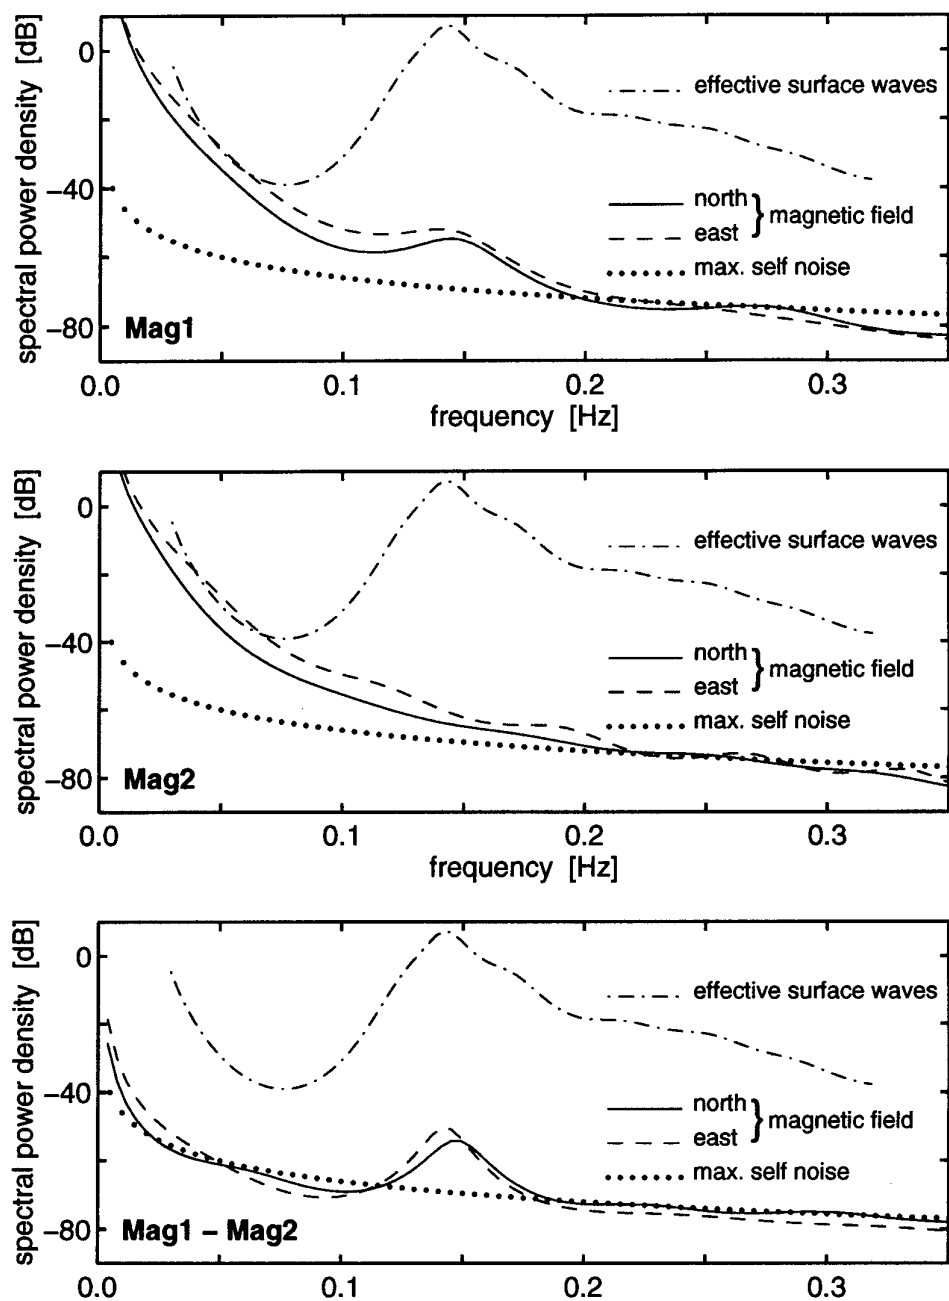 spectral power density [dB]
0
−40
−80
effective surface waves
north
east
} magnetic field
max. self noise
Mag1
0.0 0.1 0.2 0.3
frequency [Hz]
spectral power density [dB]
0
−40
−80
effective surface waves
north
east
} magnetic field
max. self noise
Mag2
0.0 0.1 0.2 0.3
frequency [Hz]
spectral power density [dB]
0
−40
−80
effective surface waves
north
east
} magnetic field
max. self noise
Mag1 − Mag2
0.0 0.1 0.2 0.3
frequency [Hz]